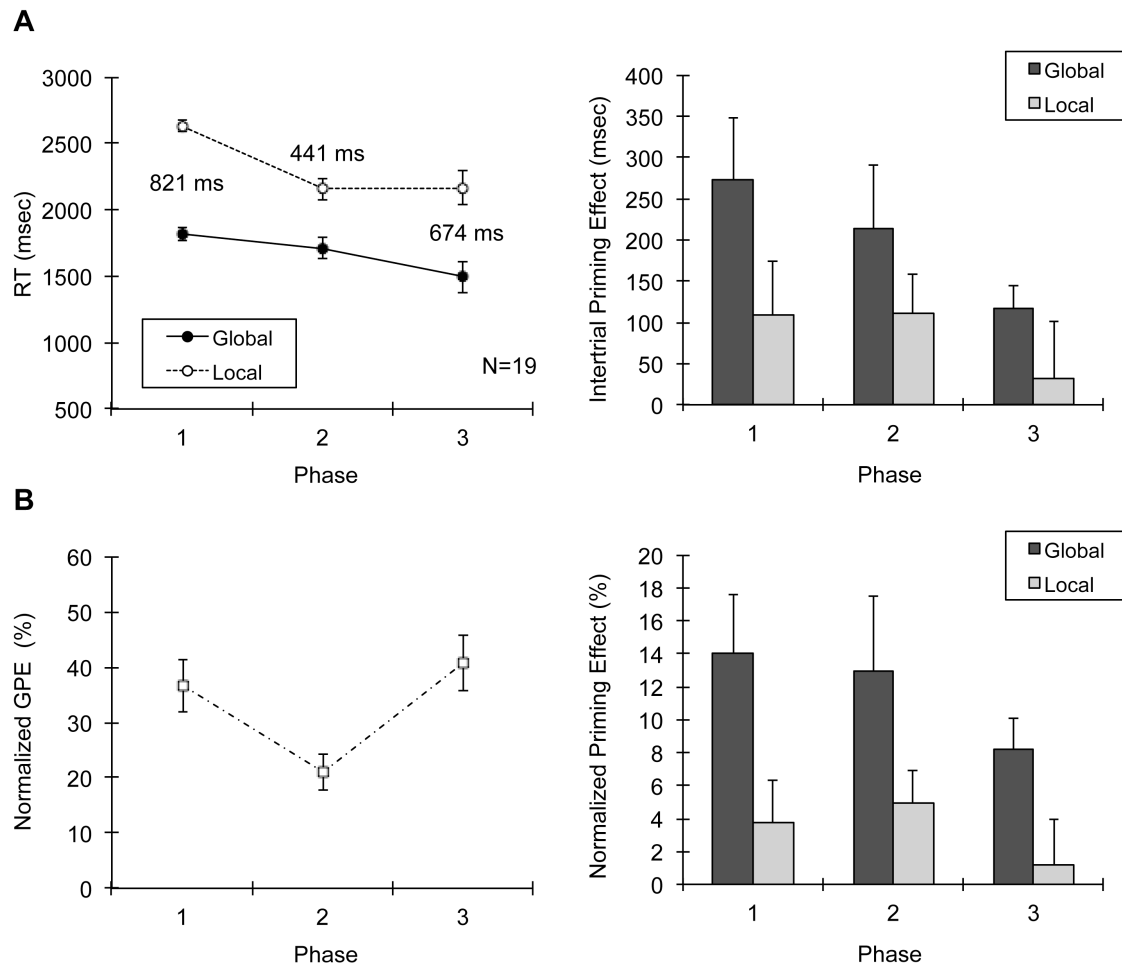 A
3000
2500
2000
1500
1000
500
RT (msec)
821 ms
441 ms
674 ms
Global
Local
N=19
1 2 3
Phase
400
350
300
250
200
150
100
50
0
Intertrial Priming Effect (msec)
Global
Local
1 2 3
Phase
B
60
50
40
30
20
10
0
Normalized GPE (%)
1 2 3
Phase
20
18
16
14
12
10
8
6
4
2
0
Normalized Priming Effect (%)
Global
Local
1 2 3
Phase